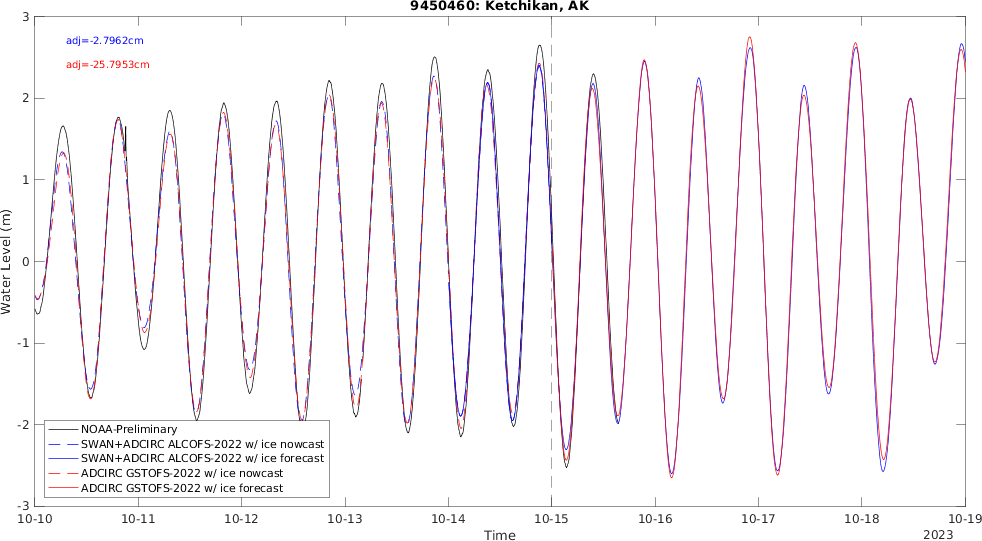 9450460: Ketchikan, AK
adj=-2.7962cm
adj=-25.7953cm
3
2
1
0
-1
-2
-3
Water Level (m)
NOAA-Preliminary
SWAN+ADCIRC ALCOFS-2022 w/ ice nowcast
SWAN+ADCIRC ALCOFS-2022 w/ ice forecast
ADCIRC GSTOFS-2022 w/ ice nowcast
ADCIRC GSTOFS-2022 w/ ice forecast
10-10 10-11 10-12 10-13 10-14 10-15 10-16 10-17 10-18 10-19
Time
2023